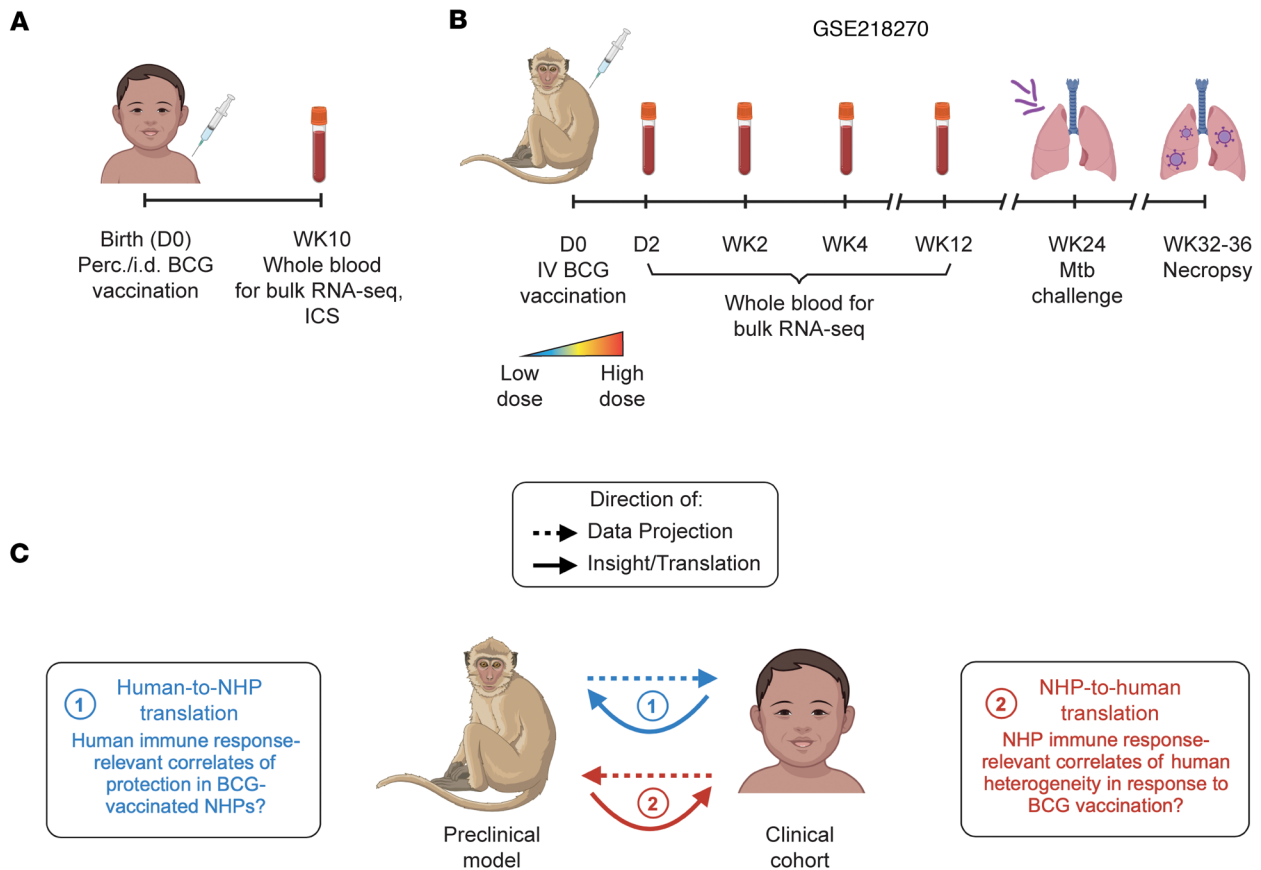 A
Birth (D0)
Perc./i.d. BCG
vaccination
WK10
Whole blood
for bulk RNA-seq,
ICS
B
GSE218270
D0
IV BCG
vaccination
D2
WK2
WK4
WK12
Whole blood for
bulk RNA-seq
WK24
Mtb
challenge
WK32-36
Necropsy
Low
dose
High
dose
C
Direction of:
Data Projection
Insight/Translation
1
Human-to-NHP
translation
Human immune response-
relevant correlates of
protection in BCG-
vaccinated NHPs?
1
2
Preclinical
model
Clinical
cohort
2
NHP-to-human
translation
NHP immune response-
relevant correlates of human
heterogeneity in response to
BCG vaccination?